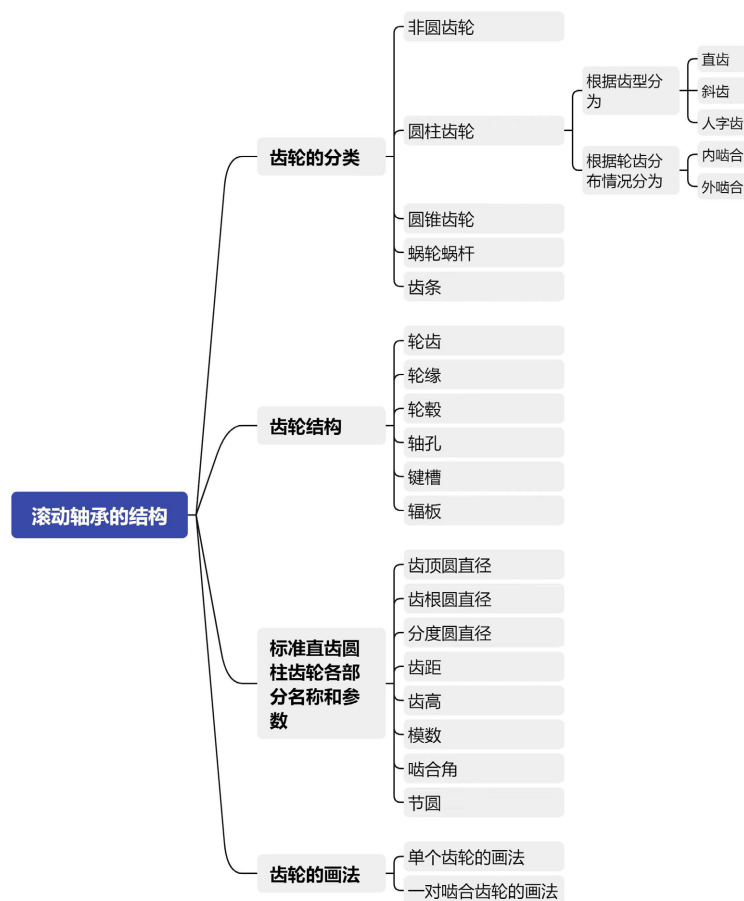 滚动轴承的结构
齿轮的分类
非圆齿轮
圆柱齿轮
根据齿型分
为
直齿
斜齿
人字齿
根据轮齿分
布情况分为
内啮合
外啮合
圆锥齿轮
蜗轮蜗杆
齿条
齿轮结构
轮齿
轮缘
轮毂
轴孔
键槽
辐板
标准直齿圆
柱齿轮各部
分名称和参
数
齿顶圆直径
齿根圆直径
分度圆直径
齿距
齿高
模数
啮合角
节圆
齿轮的画法
单个齿轮的画法
一对啮合齿轮的画法